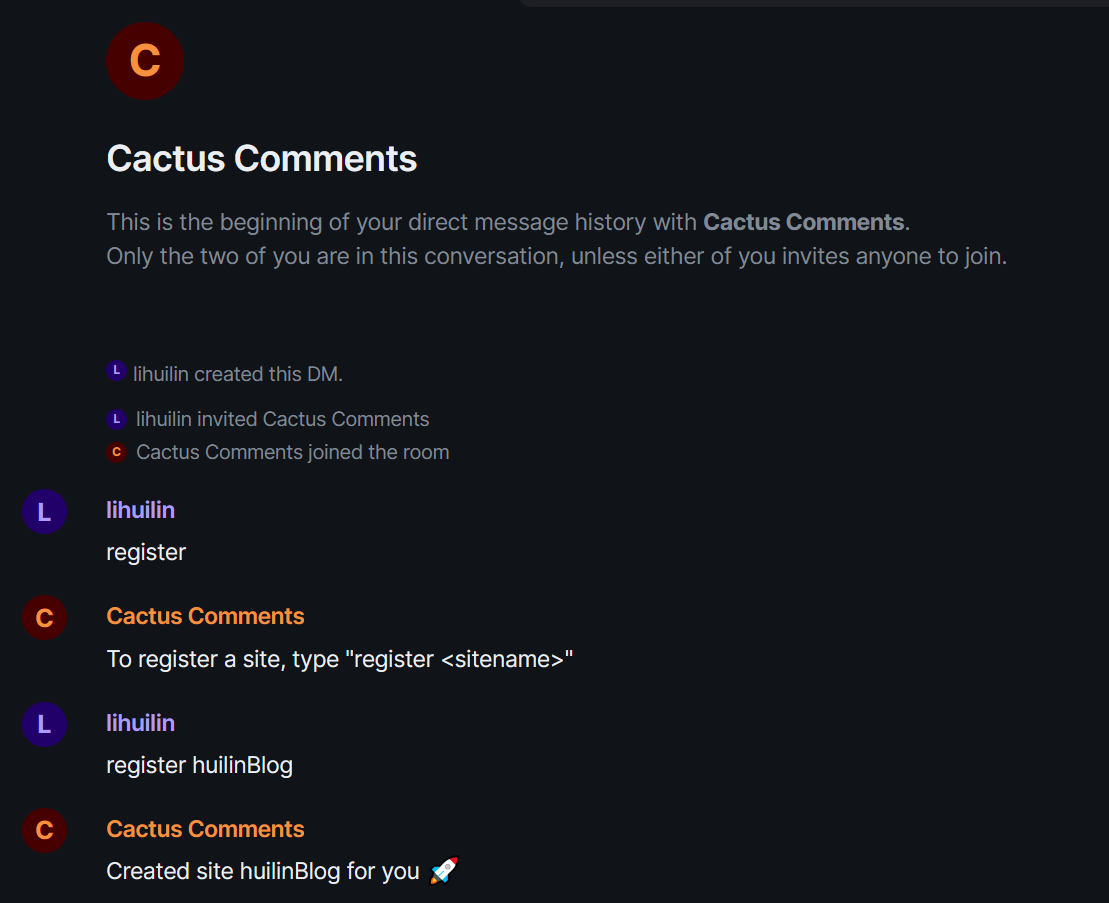 C
Cactus Comments
This is the beginning of your direct message history with Cactus Comments.
Only the two of you are in this conversation, unless either of you invites anyone to join.
L lihuilin created this DM.
L lihuilin invited Cactus Comments
C Cactus Comments joined the room
L lihuilin
register
C Cactus Comments
To register a site, type "register <sitename>"
L lihuilin
register huilinBlog
C Cactus Comments
Created site huilinBlog for you 🚀